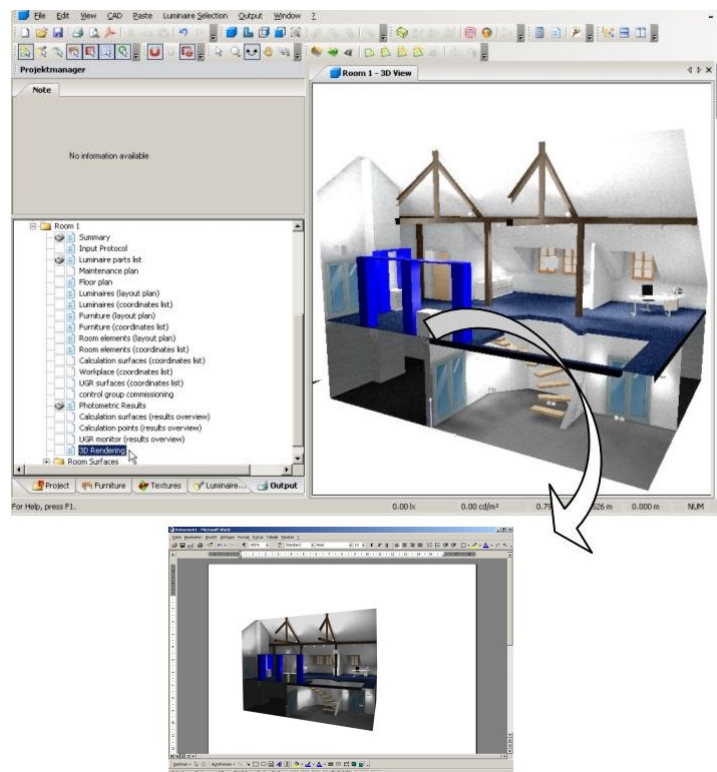 File Edit View CAD Paste Luminaire Selection Output Window ?
Projektmanager
Note
No information available
Room 1
Summary
Input Protocol
Luminaire parts list
Maintenance plan
Floor plan
Luminaires (layout plan)
Luminaires (coordinates list)
Furniture (layout plan)
Furniture (coordinates list)
Room elements (layout plan)
Room elements (coordinates list)
Calculation surfaces (coordinates list)
Workplace (coordinates list)
UGR surfaces (coordinates list)
control group commissioning
Photometric Results
Calculation surfaces (results overview)
Calculation points (results overview)
UGR monitor (results overview)
3D Rendering
Room Surfaces
Project Furniture Textures Luminaire... Output
Room 1 - 3D View
For Help, press F1. 0.00 lx 0.00 cd/m² 0.000 m NUM
Microsoft Word